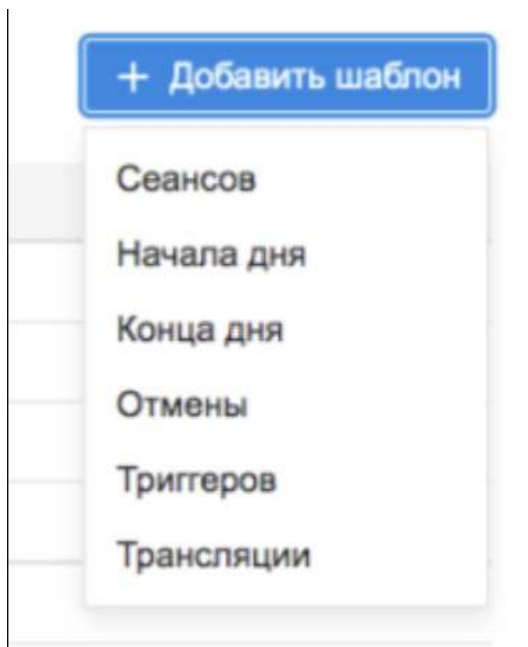 + Добавить шаблон
Сеансов
Начала дня
Конца дня
Отмены
Триггеров
Трансляции